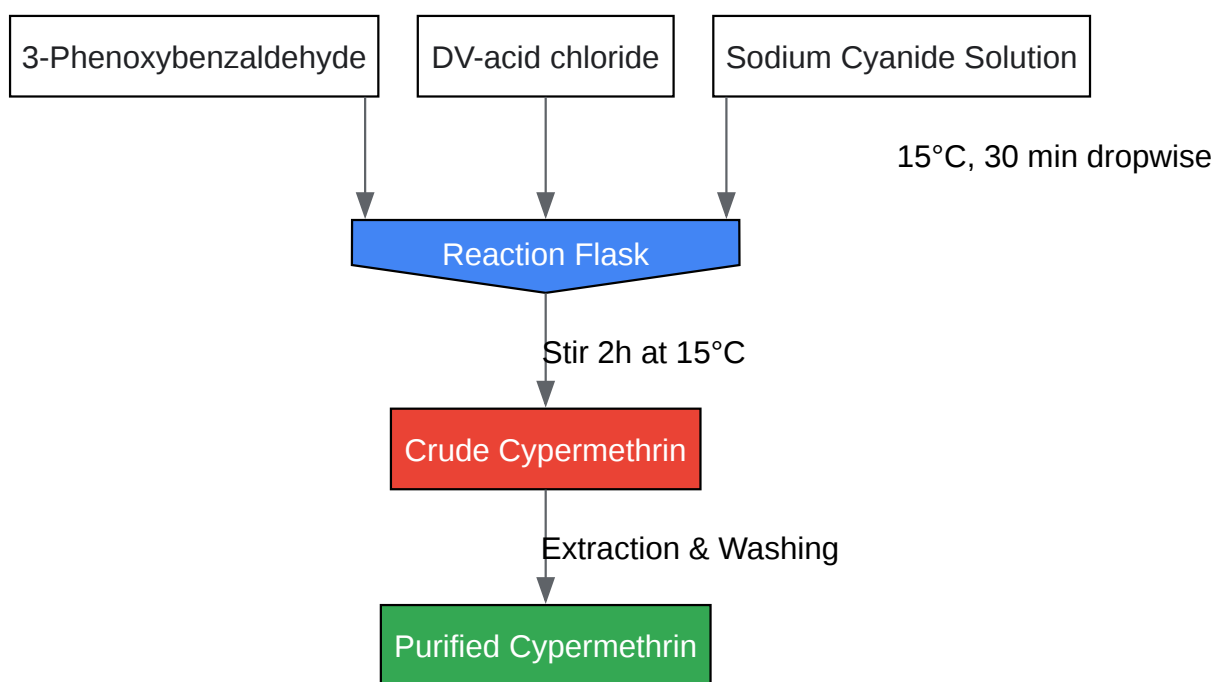 3-Phenoxybenzaldehyde
DV-acid chloride
Sodium Cyanide Solution
15°C, 30 min dropwise
Reaction Flask
Stir 2h at 15°C
Crude Cypermethrin
Extraction & Washing
Purified Cypermethrin